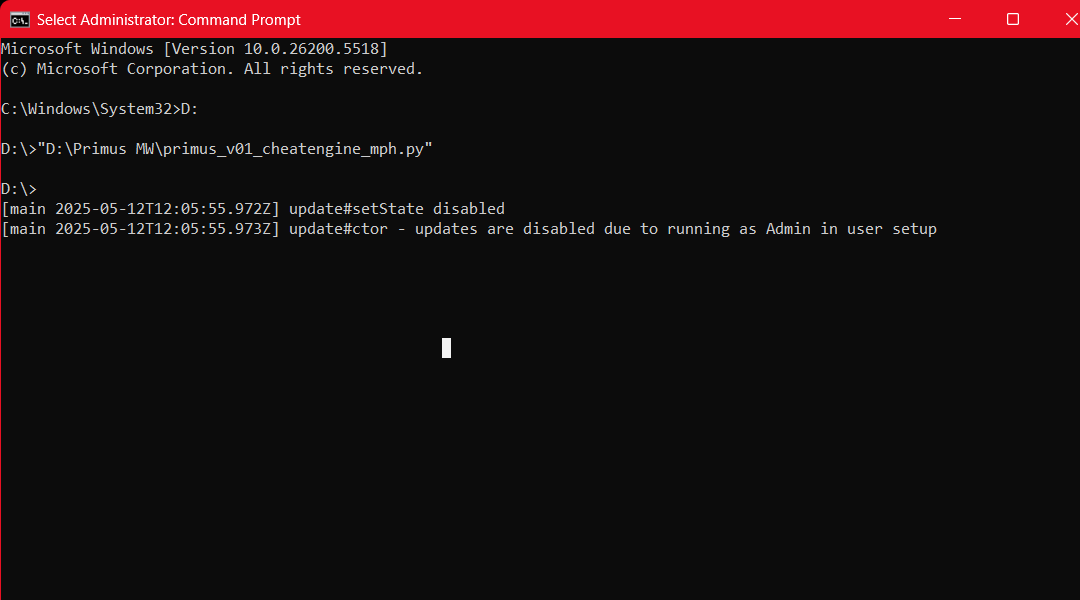 Select Administrator: Command Prompt
Microsoft Windows [Version 10.0.26200.5518]
(c) Microsoft Corporation. All rights reserved.
C:\Windows\System32>D:
D:\>"D:\Primus MW\primus_v01_cheatengine_mph.py"
D:\>
[main 2025-05-12T12:05:55.972Z] update#setState disabled
[main 2025-05-12T12:05:55.973Z] update#ctor - updates are disabled due to running as Admin in user setup